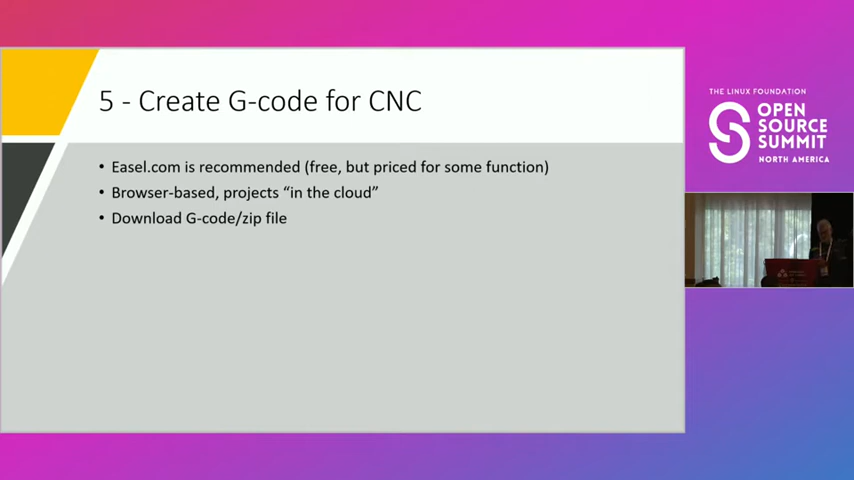 5 - Create G-code for CNC
• Easel.com is recommended (free, but priced for some function)
• Browser-based, projects “in the cloud”
• Download G-code/zip file
THE LINUX FOUNDATION
OPEN
SOURCE
SUMMIT
NORTH AMERICA